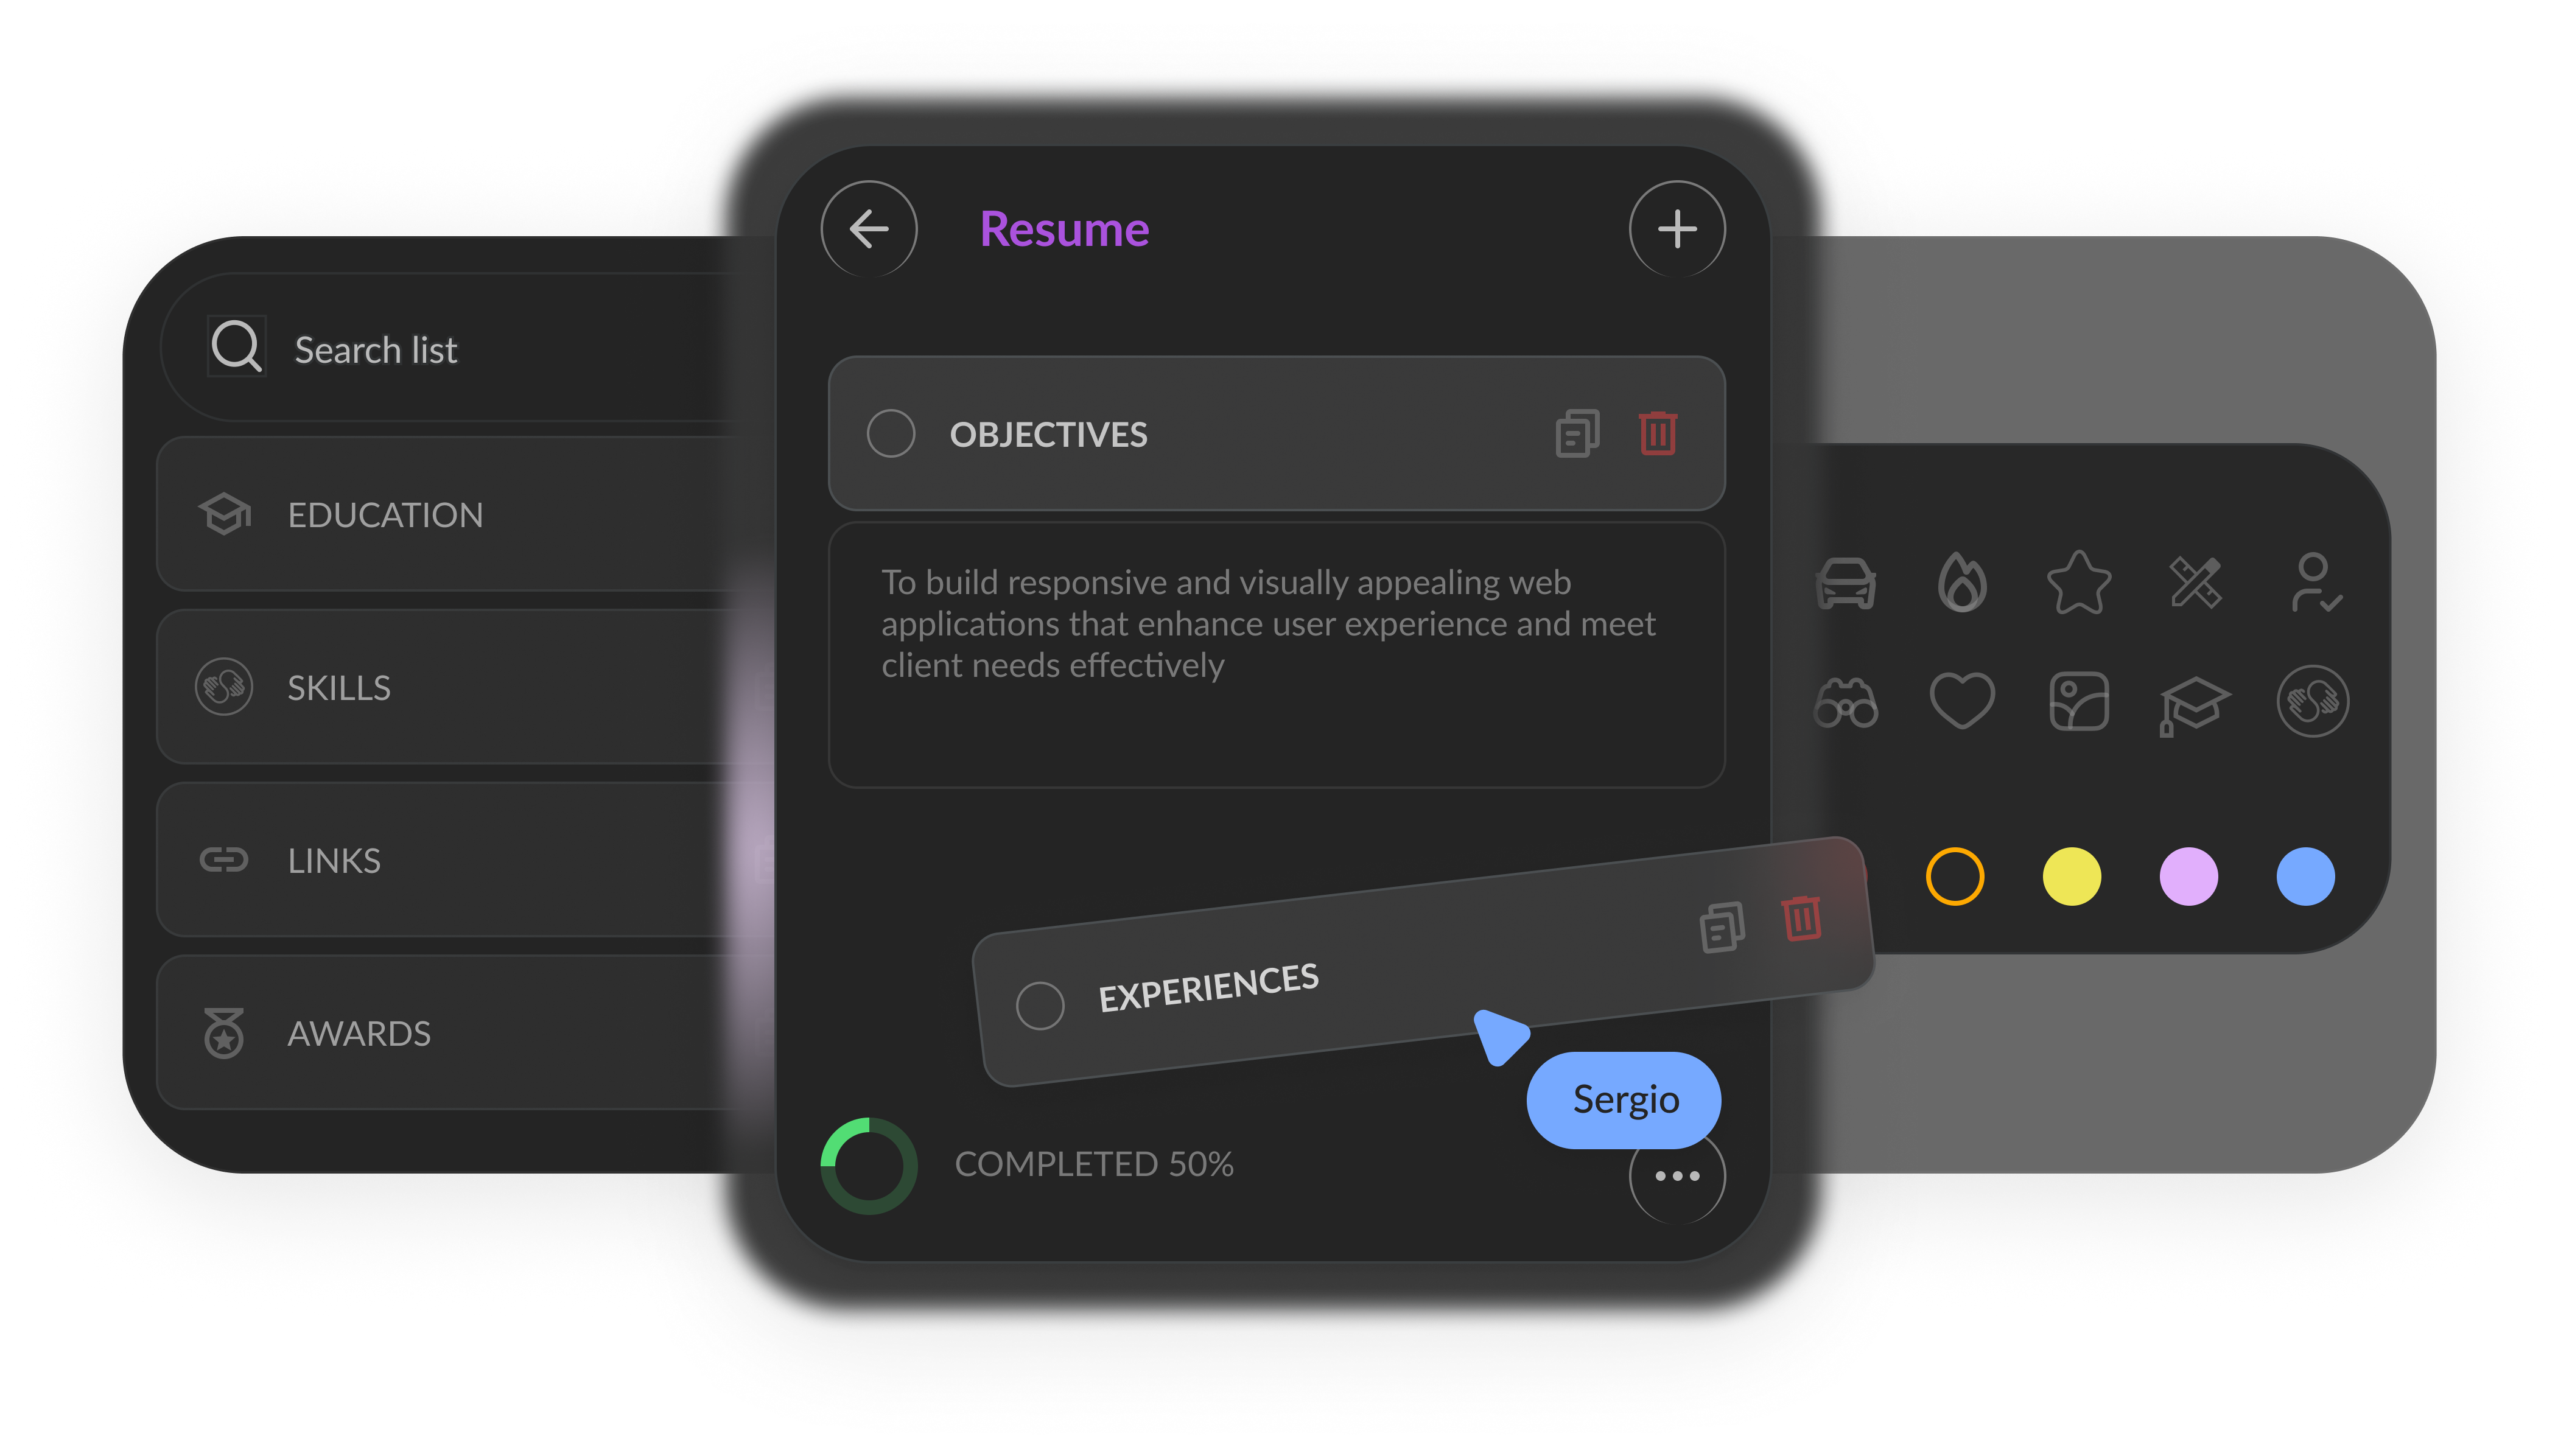 Search list
EDUCATION
SKILLS
LINKS
AWARDS
Resume
OBJECTIVES
To build responsive and visually appealing web
applications that enhance user experience and meet
client needs effectively
EXPERIENCES
Sergio
COMPLETED 50%